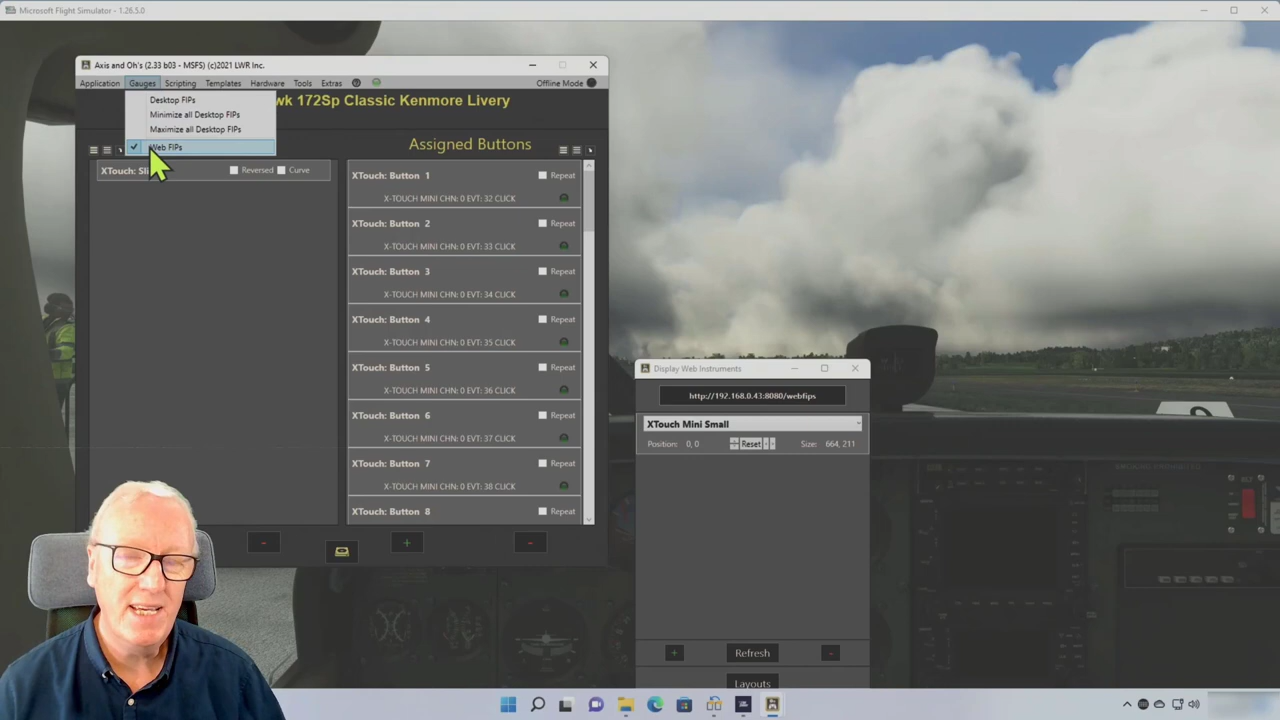 Microsoft Flight Simulator - 1.26.5.0
Axis and Oh's (2.33 b03 - MSFS) (c)2021 LWR Inc.
Application Gauges Scripting Templates Hardware Tools Extras Offline Mode
Desktop FIPs
Minimize all Desktop FIPs
Maximize all Desktop FIPs
Web FIPs
wk 172Sp Classic Kenmore Livery
Assigned Buttons
XTouch: Sli Reversed Curve
XTouch: Button 1 Repeat
X-TOUCH MINI CHN: 0 EVT: 32 CLICK
XTouch: Button 2 Repeat
X-TOUCH MINI CHN: 0 EVT: 33 CLICK
XTouch: Button 3 Repeat
X-TOUCH MINI CHN: 0 EVT: 34 CLICK
XTouch: Button 4 Repeat
X-TOUCH MINI CHN: 0 EVT: 35 CLICK
XTouch: Button 5 Repeat
X-TOUCH MINI CHN: 0 EVT: 36 CLICK
XTouch: Button 6 Repeat
X-TOUCH MINI CHN: 0 EVT: 37 CLICK
XTouch: Button 7 Repeat
X-TOUCH MINI CHN: 0 EVT: 38 CLICK
XTouch: Button 8 Repeat
- + -
Display Web Instruments
http://192.168.0.43:8080/webfips
XTouch Mini Small
Position: 0, 0 Reset Size: 664, 211
+ Refresh -
Layouts